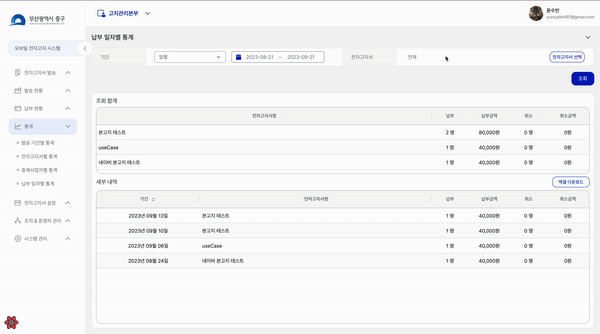 부산광역시 중구
고지관리본부
윤수빈
yunsubin481@gmail.com
모바일 전자고지 시스템
전자고지서 발송
발송 현황
납부 현황
통계
+ 발송 기간별 통계
+ 전자고지서별 통계
+ 중계사업자별 통계
+ 납부 일자별 통계
전자고지서 설정
조직 & 운영자 관리
시스템 관리
납부 일자별 통계
기간
일별
2023-08-21 ~ 2023-09-21
전자고지서
전체
전자고지서 선택
조회
조회 합계
전자고지서명 납부 납부금액 취소 취소금액
본고지 테스트 2 명 80,000원 0 명 0원
useCase 1 명 40,000원 0 명 0원
네이버 본고지 테스트 1 명 40,000원 0 명 0원
세부 내역
엑셀 다운로드
기간 전자고지서명 납부 납부금액 취소 취소금액
2023년 09월 13일 본고지 테스트 1 명 40,000원 0 명 0원
2023년 09월 10일 본고지 테스트 1 명 40,000원 0 명 0원
2023년 09월 06일 useCase 1 명 40,000원 0 명 0원
2023년 08월 24일 네이버 본고지 테스트 1 명 40,000원 0 명 0원